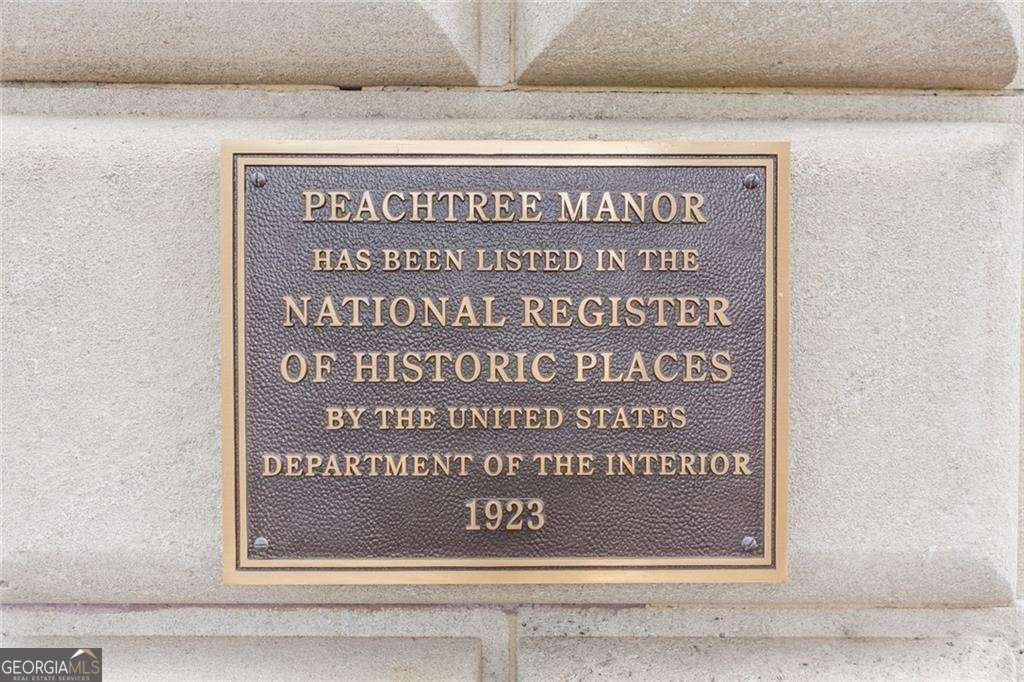 PEACHTREE MANOR
HAS BEEN LISTED IN THE
NATIONAL REGISTER
OF HISTORIC PLACES
BY THE UNITED STATES
DEPARTMENT OF THE INTERIOR
1923
GEORGIAMLS
REAL ESTATE SERVICES